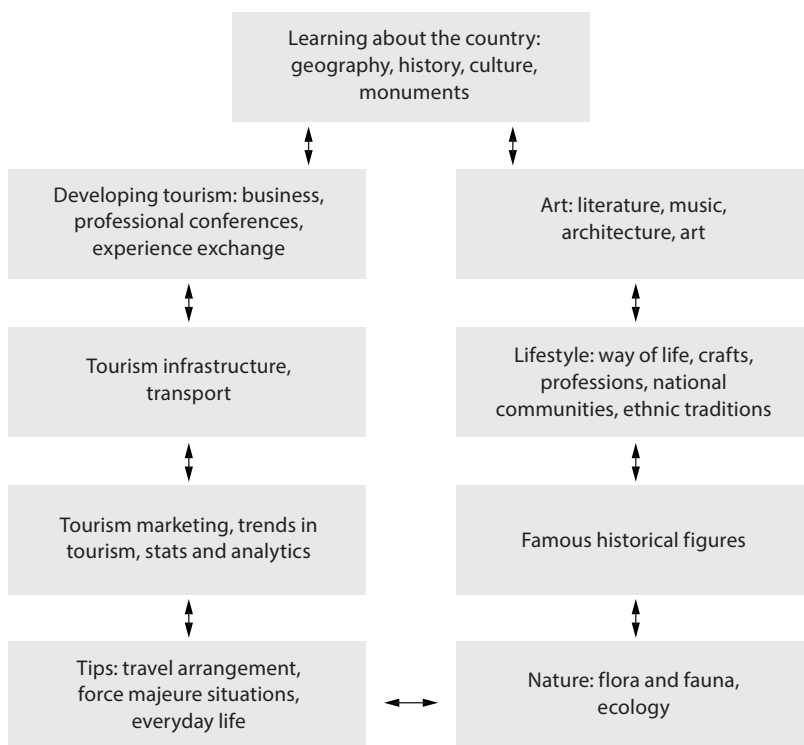 Learning about the country:
geography, history, culture,
monuments
Developing tourism: business,
professional conferences,
experience exchange
Art: literature, music,
architecture, art
Tourism infrastructure,
transport
Lifestyle: way of life, crafts,
professions, national
communities, ethnic traditions
Tourism marketing, trends in
tourism, stats and analytics
Famous historical figures
Tips: travel arrangement,
force majeure situations,
everyday life
Nature: flora and fauna,
ecology